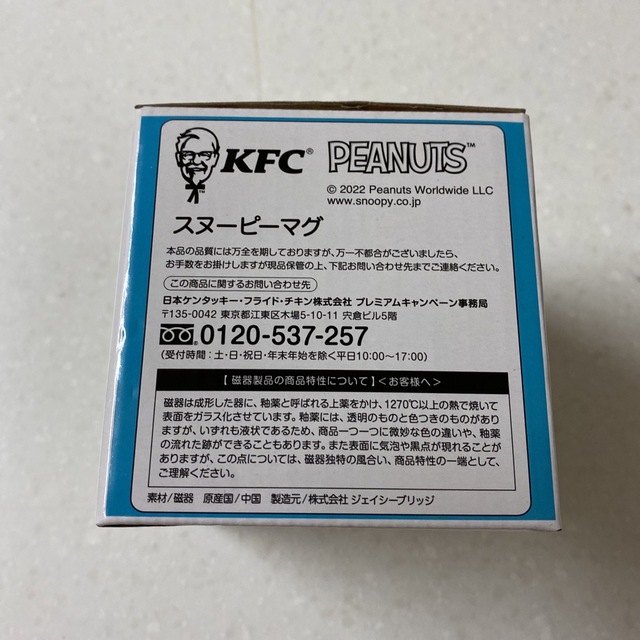 KFC® PEANUTS™
TM
© 2022 Peanuts Worldwide LLC
www.snoopy.co.jp
スヌーピーマグ
本品の品質には万全を期しておりますが、万一不都合がございましたら、
お手数をお掛けしますが現品保管の上、下記お問い合わせ先までご連絡ください。
この商品に関するお問い合わせ先
日本ケンタッキー・フライド・チキン株式会社 プレミアムキャンペーン事務局
〒135-0042 東京都江東区木場5-10-11 宍倉ビル5階
0120-537-257
(受付時間:土・日・祝日・年末年始を除く平日10:00~17:00)
【 磁器製品の商品特性について 】<お客様へ>
磁器は成形した器に、釉薬と呼ばれる上薬をかけ、1270℃以上の熱で焼いて
表面をガラス化させています。釉薬には、透明のものと色つきのものがあり
ますが、いずれも液状であるため、商品一つ一つに微妙な色の違いや、釉薬
の流れた跡ができることもあります。また表面に気泡や黒点が現れることが
ありますが、この点については、磁器独特の風合い、商品特性の一端として、
ご理解ください。
素材/磁器 原産国/中国 製造元/株式会社 ジェイシーブリッジ